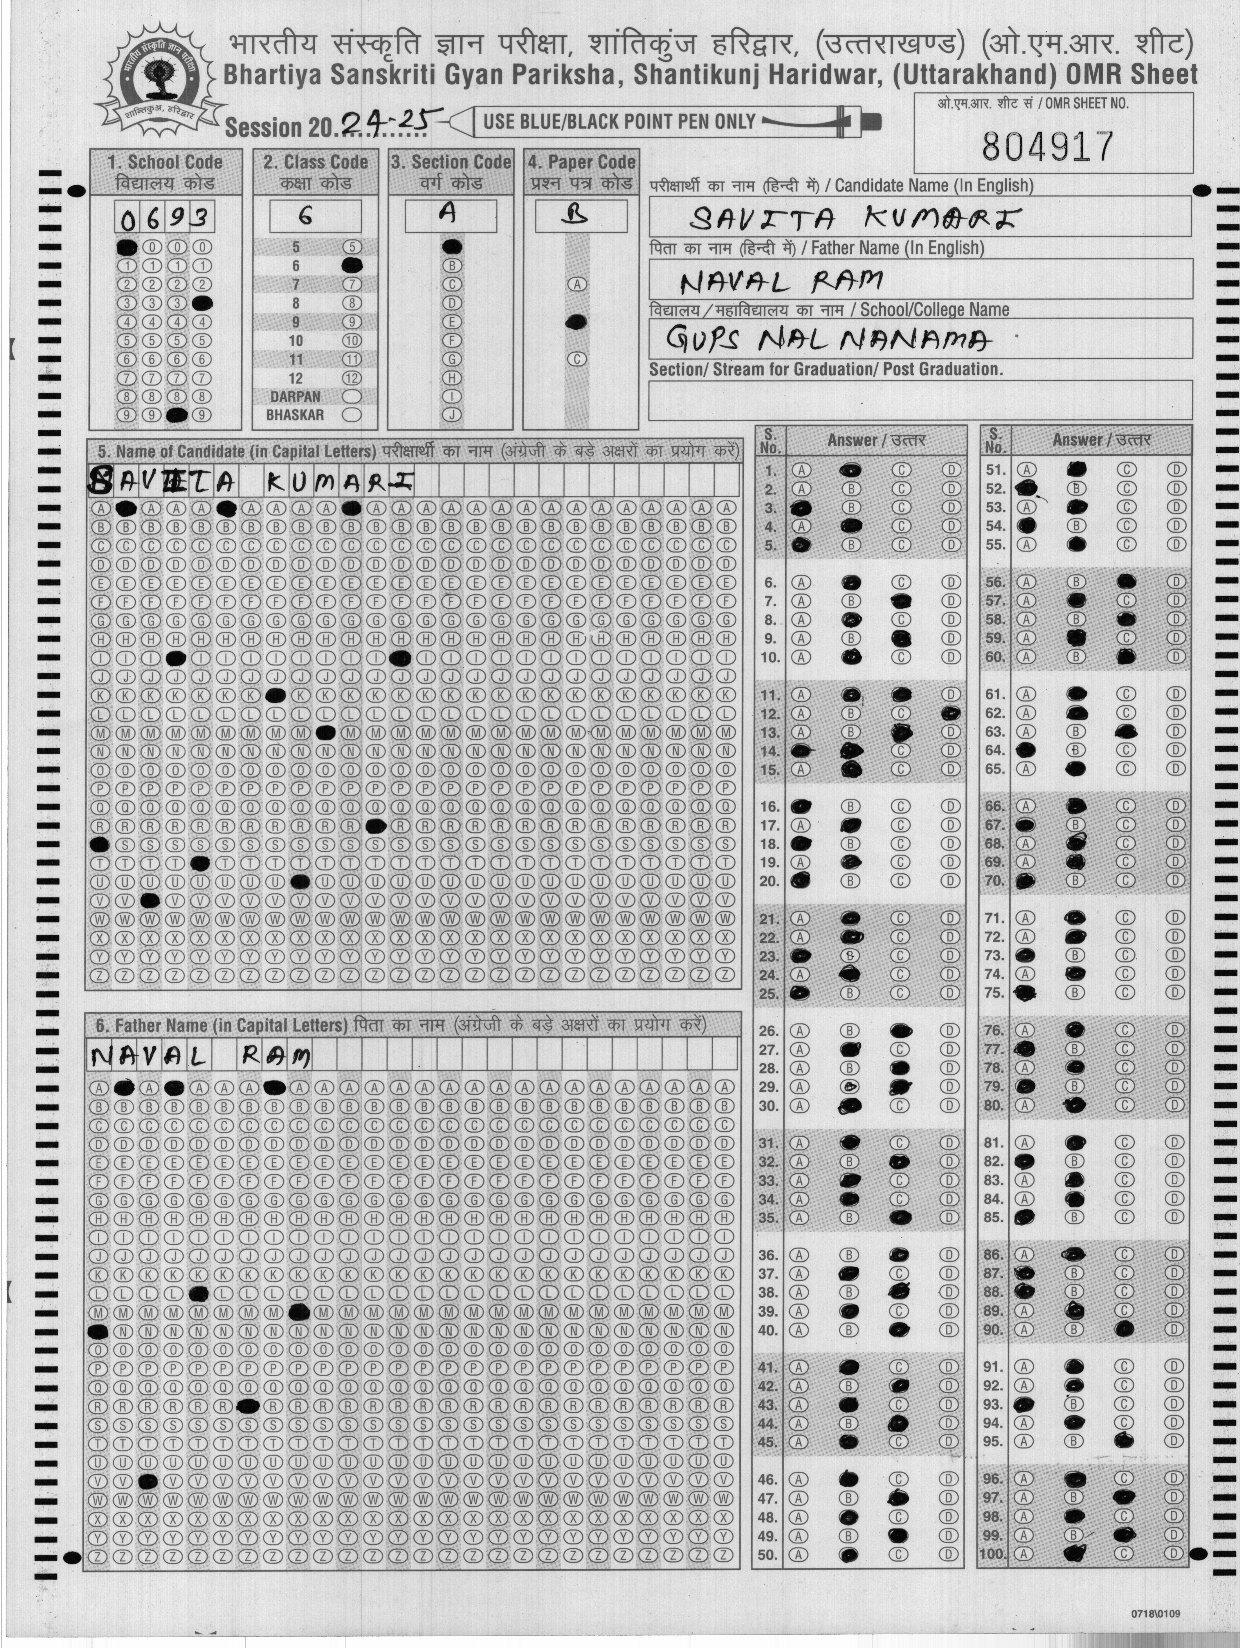 भारतीय संस्कृति ज्ञान परीक्षा, शांतिकुंज हरिद्वार, (उत्तराखण्ड) (ओ.एम.आर. शीट)
Bhartiya Sanskriti Gyan Pariksha, Shantikunj Haridwar, (Uttarakhand) OMR Sheet
Session 20 24-25
USE BLUE/BLACK POINT PEN ONLY
ओ.एम.आर. शीट सं / OMR SHEET NO.
804917
1. School Code
विद्यालय कोड
0693
2. Class Code
कक्षा कोड
6
5
6
7
8
9
10
11
12
DARPAN
BHASKAR
3. Section Code
वर्ग कोड
A
4. Paper Code
प्रश्न पत्र कोड
B
परीक्षार्थी का नाम (हिन्दी में) / Candidate Name (In English)
SAVITA KUMARI
पिता का नाम (हिन्दी में) / Father Name (In English)
NAVAL RAM
विद्यालय / महाविद्यालय का नाम / School/College Name
GUPS NAL NANAMA
Section/ Stream for Graduation/ Post Graduation.
5. Name of Candidate (in Capital Letters) परीक्षार्थी का नाम (अंग्रेजी के बड़े अक्षरों का प्रयोग करें)
SAVITA KUMARI
6. Father Name (in Capital Letters) पिता का नाम (अंग्रेजी के बड़े अक्षरों का प्रयोग करें)
NAVAL RAM
S. No. Answer / उत्तर
S. No. Answer / उत्तर
0718\0109